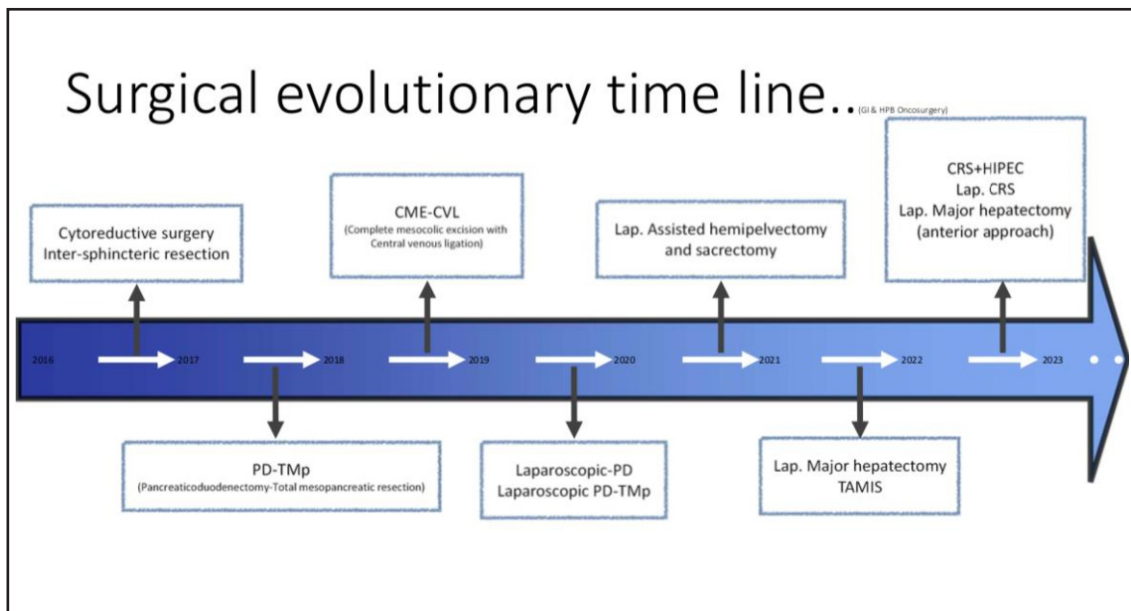 Surgical evolutionary time line.. (GI & HPB Oncosurgery)
Cytoreductive surgery
Inter-sphincteric resection
CME-CVL
(Complete mesocolic excision with
Central venous ligation)
Lap. Assisted hemipelvectomy
and sacrectomy
CRS+HIPEC
Lap. CRS
Lap. Major hepatectomy
(anterior approach)
2016 2017 2018 2019 2020 2021 2022 2023
PD-TMp
(Pancreaticoduodenectomy-Total mesopancreatic resection)
Laparoscopic-PD
Laparoscopic PD-TMp
Lap. Major hepatectomy
TAMIS